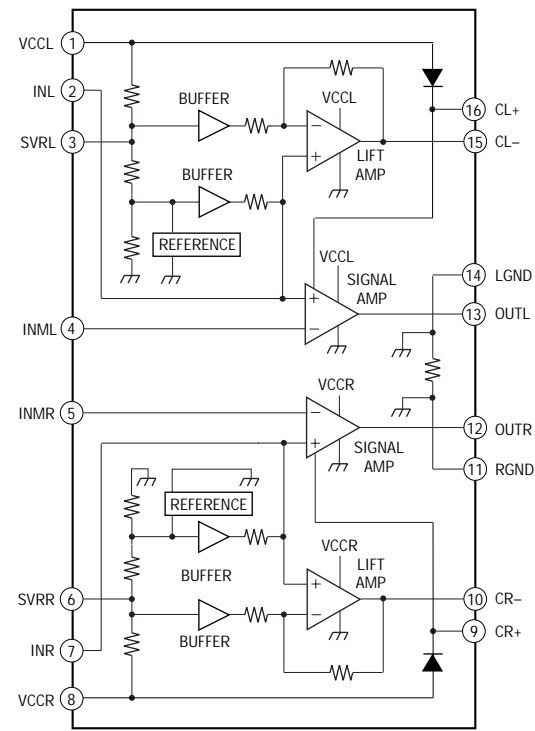 VCCL 1
INL 2
SVRL 3
BUFFER
BUFFER
REFERENCE
VCCL
−
+
LIFT
AMP
16 CL+
15 CL−
INML 4
VCCL
SIGNAL
AMP
+
−
14 LGND
13 OUTL
INMR 5
VCCR
−
+
SIGNAL
AMP
12 OUTR
11 RGND
REFERENCE
BUFFER
BUFFER
VCCR
LIFT
AMP
+
−
SVRR 6
INR 7
VCCR 8
10 CR−
9 CR+